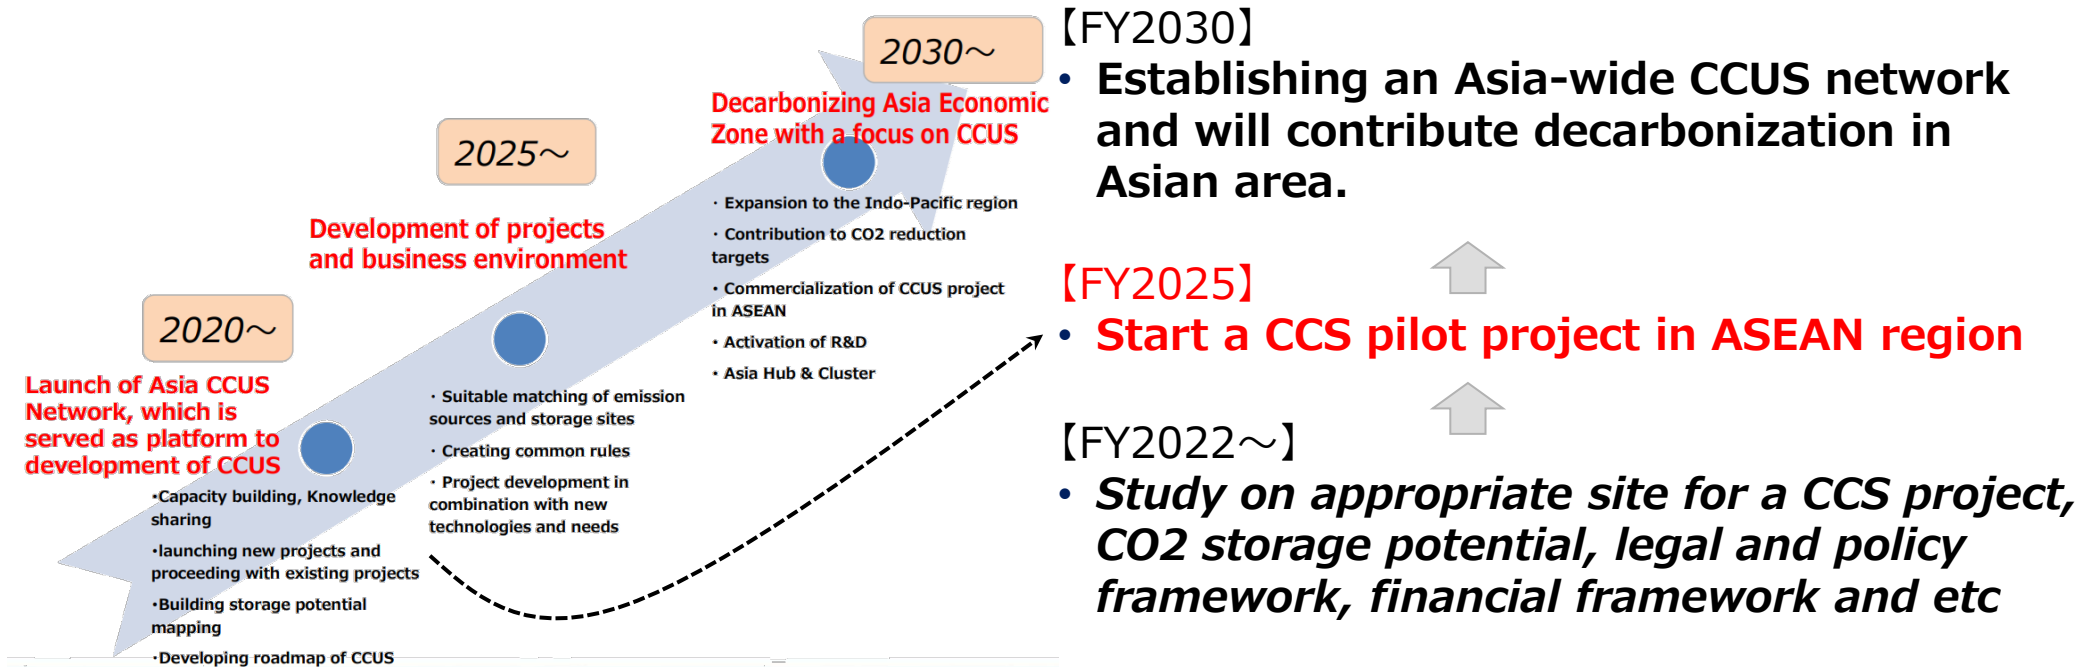 2020～
Launch of Asia CCUS
Network, which is
served as platform to
development of CCUS
・Capacity building, Knowledge
sharing
・launching new projects and
proceeding with existing projects
・Building storage potential
mapping
・Developing roadmap of CCUS
2025～
Development of projects
and business environment
・ Suitable matching of emission
sources and storage sites
・ Creating common rules
・ Project development in
combination with new
technologies and needs
2030～
Decarbonizing Asia Economic
Zone with a focus on CCUS
・ Expansion to the Indo-Pacific region
・ Contribution to CO2 reduction
targets
・ Commercialization of CCUS project
in ASEAN
・ Activation of R&D
・ Asia Hub & Cluster
【FY2030】
• Establishing an Asia-wide CCUS network
and will contribute decarbonization in
Asian area.
【FY2025】
• Start a CCS pilot project in ASEAN region
【FY2022～】
• Study on appropriate site for a CCS project,
CO2 storage potential, legal and policy
framework, financial framework and etc